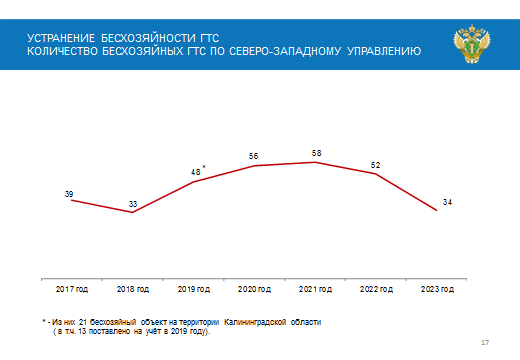 УСТРАНЕНИЕ БЕСХОЗЯЙНОСТИ ГТС
КОЛИЧЕСТВО БЕСХОЗЯЙНЫХ ГТС ПО СЕВЕРО-ЗАПАДНОМУ УПРАВЛЕНИЮ
39
33
48 *
56
58
52
34
2017 год
2018 год
2019 год
2020 год
2021 год
2022 год
2023 год
* - Из них 21 бесхозяйный объект на территории Калининградской области
( в т.ч. 13 поставлено на учёт в 2019 году).
17